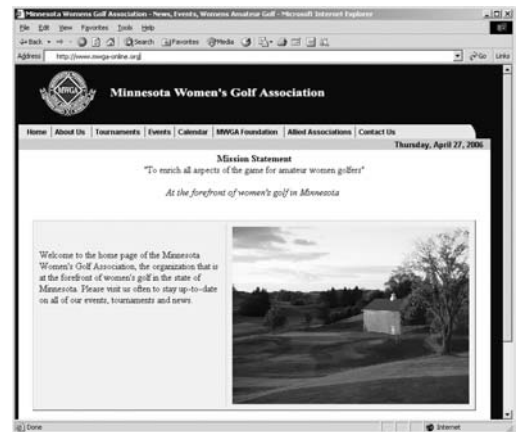 Minnesota Womens Golf Association - News, Events, Womens Amateur Golf - Microsoft Internet Explorer
File Edit View Favorites Tools Help
Back Search Favorites Media
Address http://www.mwga-online.org/ Go Links
MWGA
Minnesota Women's Golf Association
Home About Us Tournaments Events Calendar MWGA Foundation Allied Associations Contact Us
Thursday, April 27, 2006
Mission Statement
"To enrich all aspects of the game for amateur women golfers"
At the forefront of women's golf in Minnesota
Welcome to the home page of the Minnesota
Women's Golf Association, the organization that is
at the forefront of women's golf in the state of
Minnesota. Please visit us often to stay up-to-date
on all of our events, tournaments and news.
Done Internet